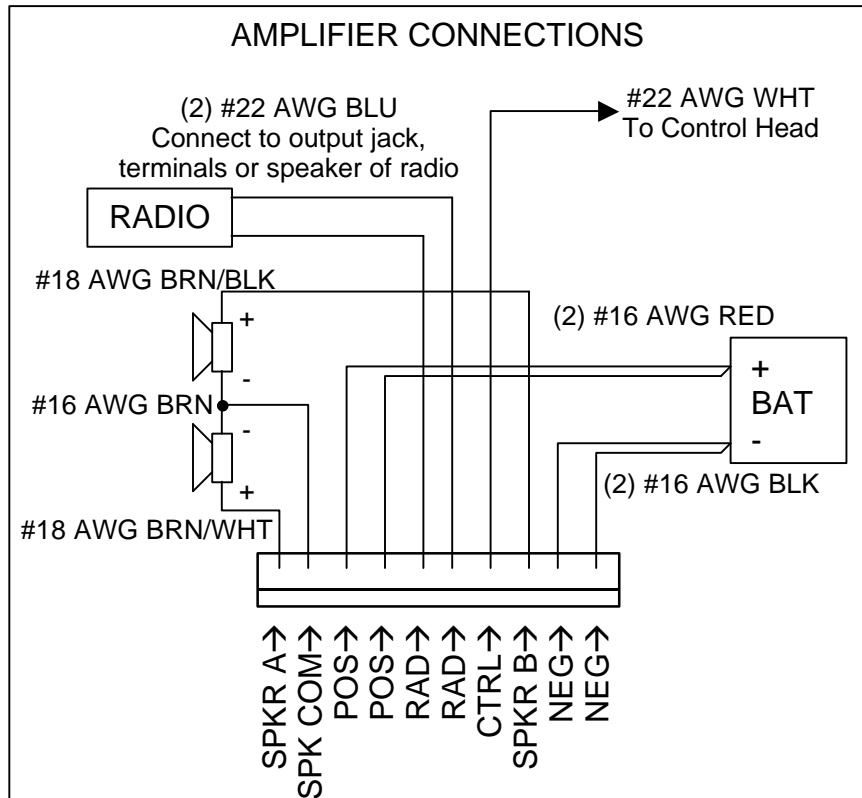 AMPLIFIER CONNECTIONS
(2) #22 AWG BLU
Connect to output jack,
terminals or speaker of radio
#22 AWG WHT
To Control Head
RADIO
#18 AWG BRN/BLK
+
-
#16 AWG BRN
-
+
#18 AWG BRN/WHT
(2) #16 AWG RED
+
BAT
-
(2) #16 AWG BLK
SPKR A→
SPK COM→
POS→
POS→
RAD→
RAD→
CTRL→
SPKR B→
NEG→
NEG→